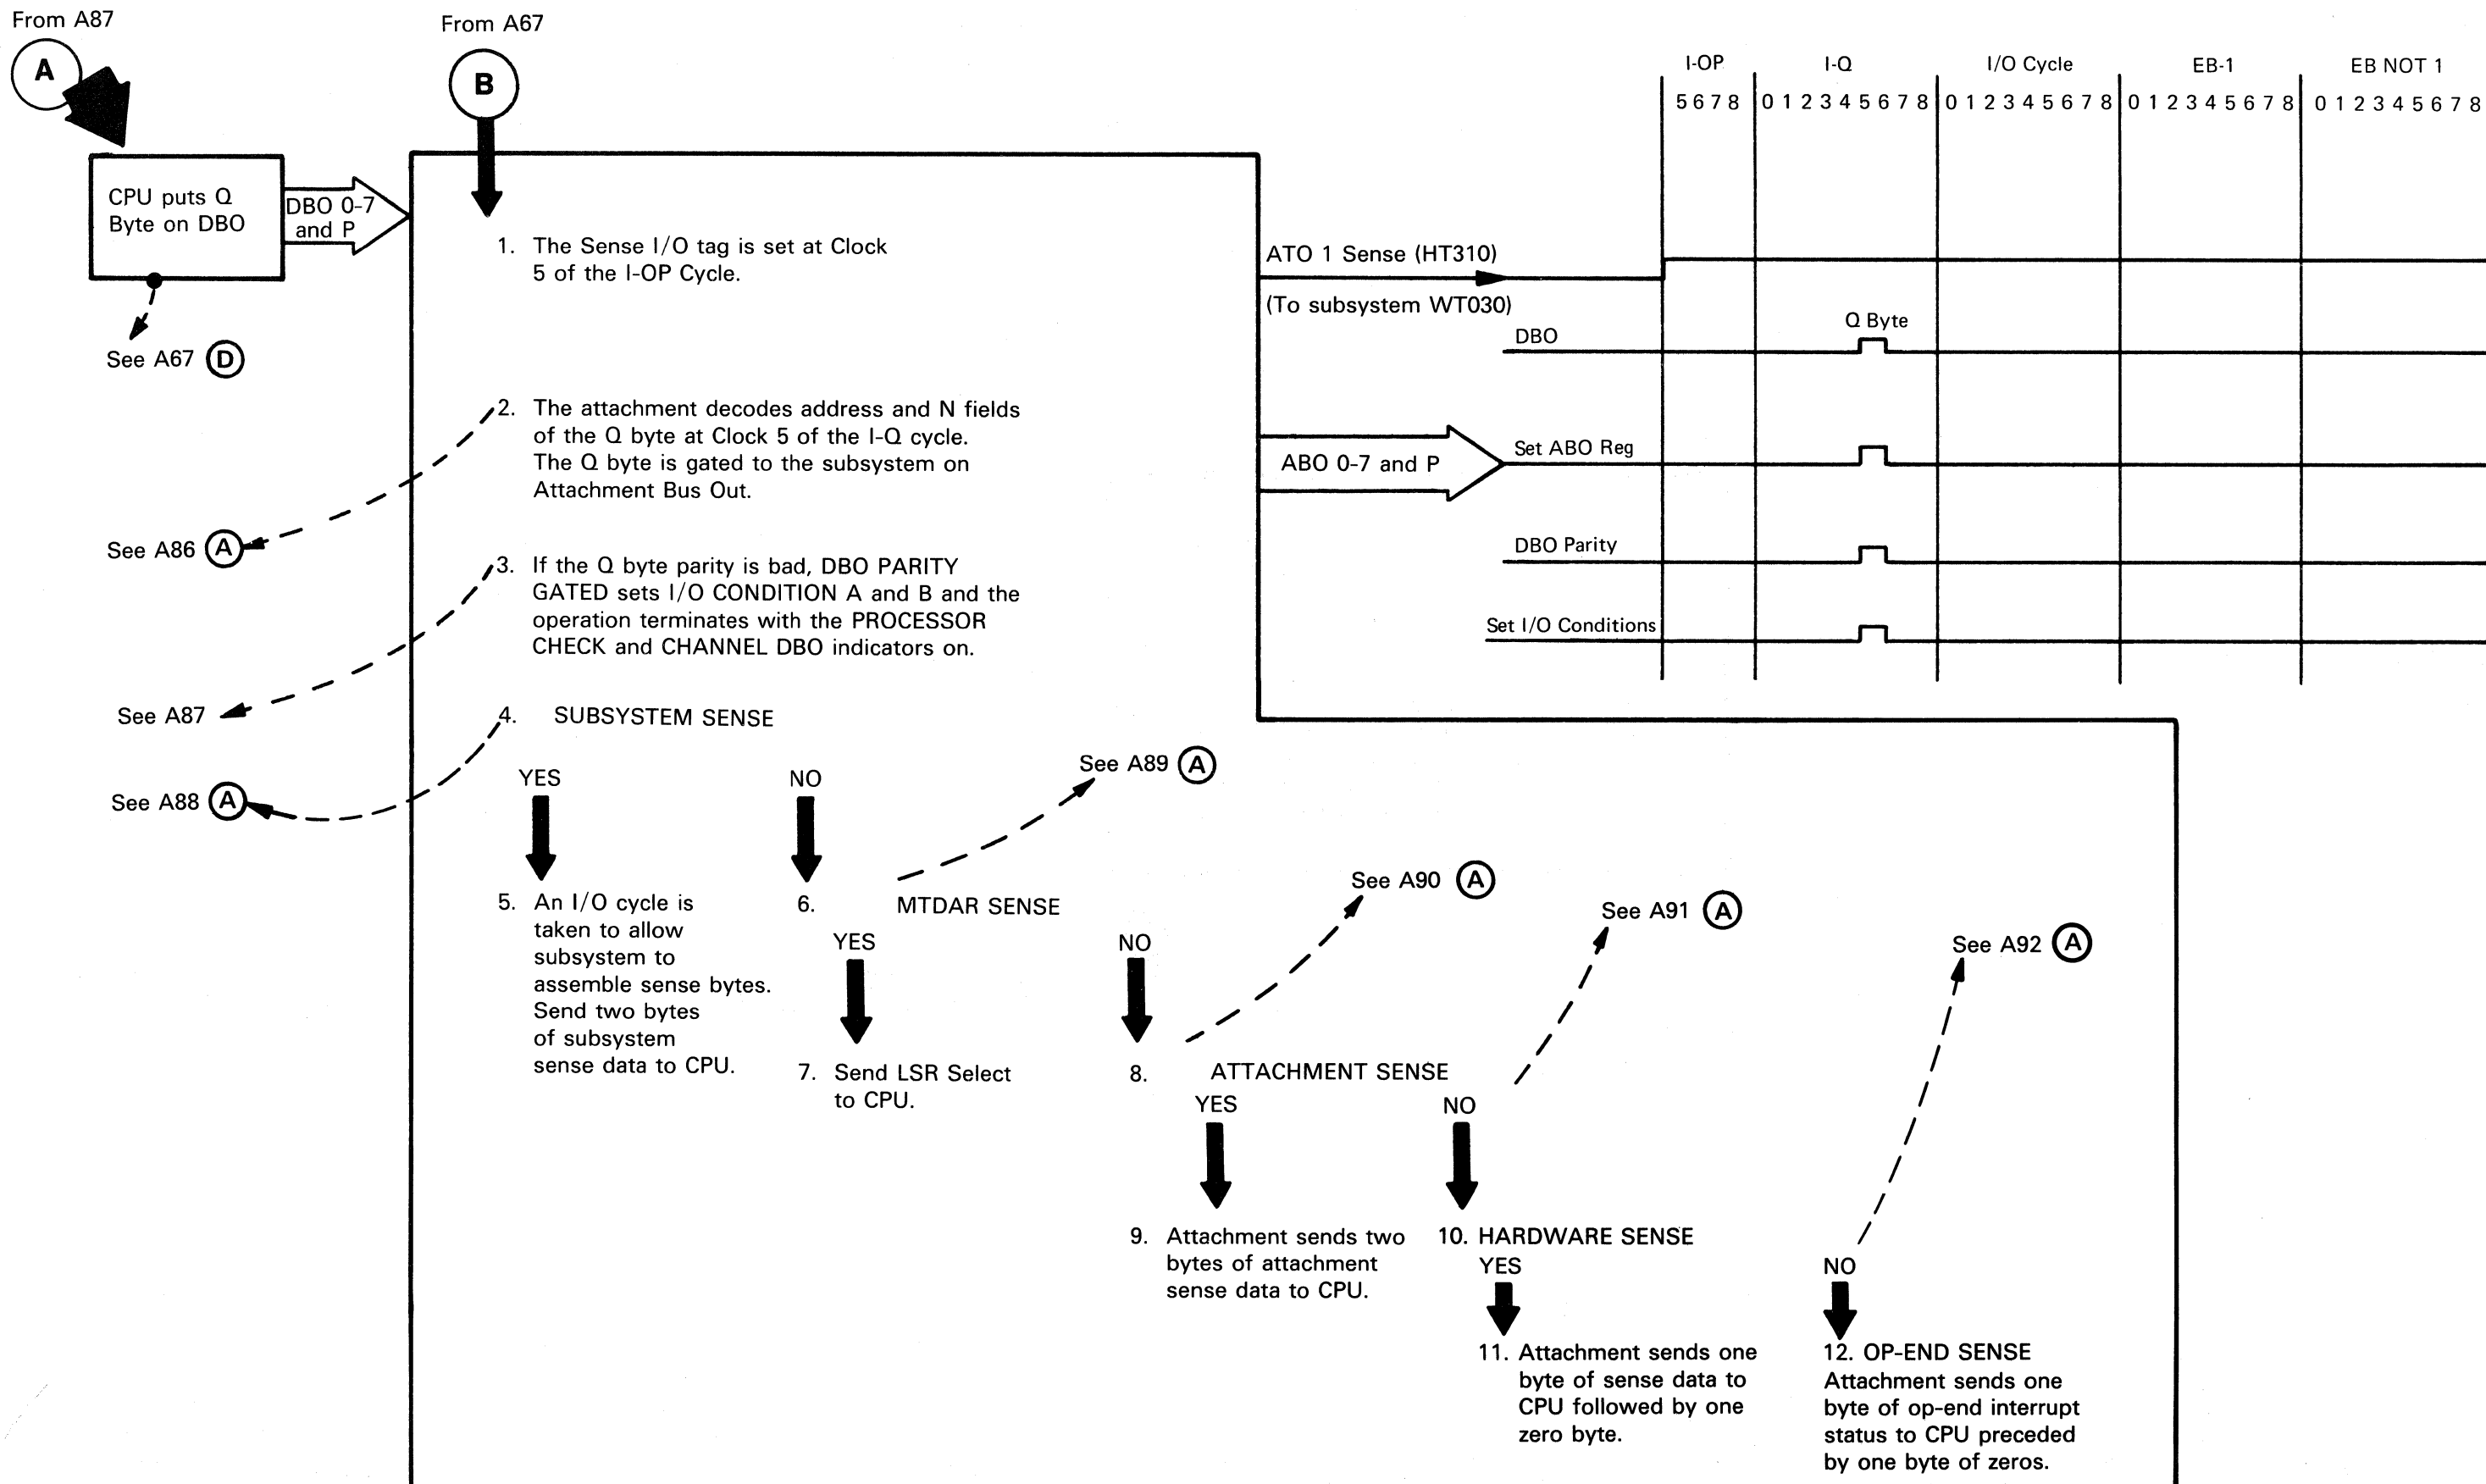 From A87
A
From A67
B
CPU puts Q
Byte on DBO
DBO 0-7
and P
See A67 D
1. The Sense I/O tag is set at Clock
5 of the I-OP Cycle.
2. The attachment decodes address and N fields
of the Q byte at Clock 5 of the I-Q cycle.
The Q byte is gated to the subsystem on
Attachment Bus Out.
See A86 A
3. If the Q byte parity is bad, DBO PARITY
GATED sets I/O CONDITION A and B and the
operation terminates with the PROCESSOR
CHECK and CHANNEL DBO indicators on.
See A87
4. SUBSYSTEM SENSE
See A88 A
YES
NO
See A89 A
5. An I/O cycle is
taken to allow
subsystem to
assemble sense bytes.
Send two bytes
of subsystem
sense data to CPU.
6. MTDAR SENSE
YES
NO
See A90 A
7. Send LSR Select
to CPU.
8. ATTACHMENT SENSE
YES
NO
See A91 A
9. Attachment sends two
bytes of attachment
sense data to CPU.
10. HARDWARE SENSE
YES
NO
See A92 A
11. Attachment sends one
byte of sense data to
CPU followed by one
zero byte.
12. OP-END SENSE
Attachment sends one
byte of op-end interrupt
status to CPU preceded
by one byte of zeros.
I-OP I-Q I/O Cycle EB-1 EB NOT 1
5 6 7 8 0 1 2 3 4 5 6 7 8 0 1 2 3 4 5 6 7 8 0 1 2 3 4 5 6 7 8 0 1 2 3 4 5 6 7 8
ATO 1 Sense (HT310)
(To subsystem WT030)
DBO
Q Byte
ABO 0-7 and P
Set ABO Reg
DBO Parity
Set I/O Conditions